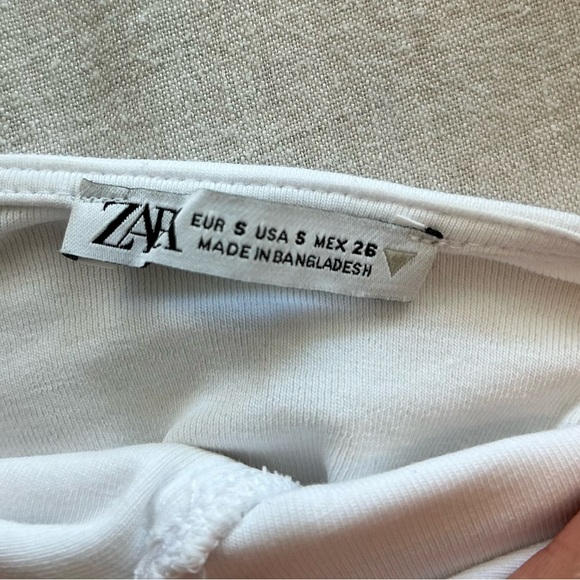 ZARA
EUR S USA S MEX 26
MADE IN BANGLADESH